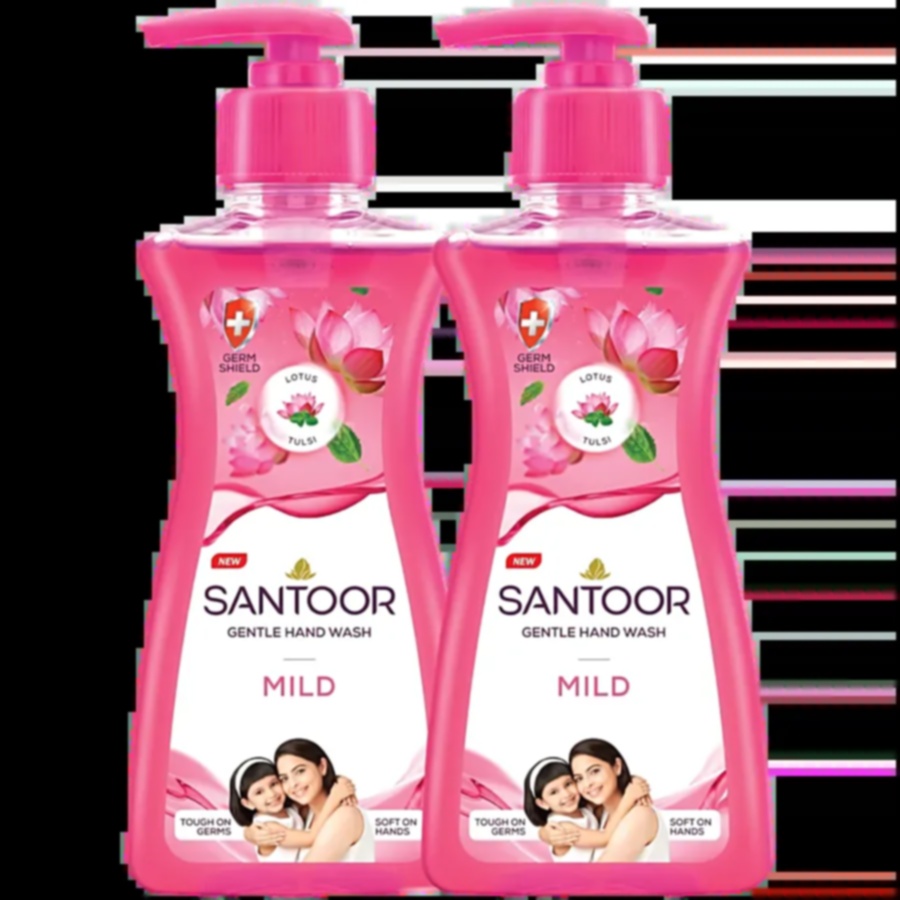 GERM
SHIELD
LOTUS
TULSI
NEW
SANTOOR
GENTLE HAND WASH
MILD
TOUGH ON
GERMS
SOFT ON
HANDS
GERM
SHIELD
LOTUS
TULSI
NEW
SANTOOR
GENTLE HAND WASH
MILD
TOUGH ON
GERMS
SOFT ON
HANDS